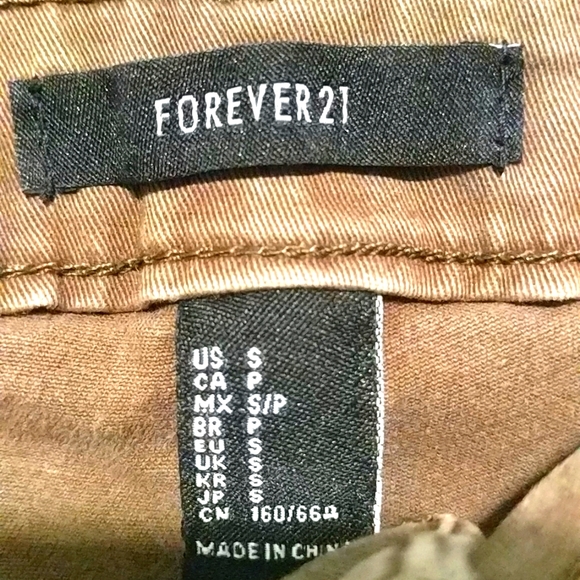 FOREVER21
US S
CA P
MX S/P
BR P
EU S
UK S
KR S
JP S
CN 160/66A
MADE IN CHINA